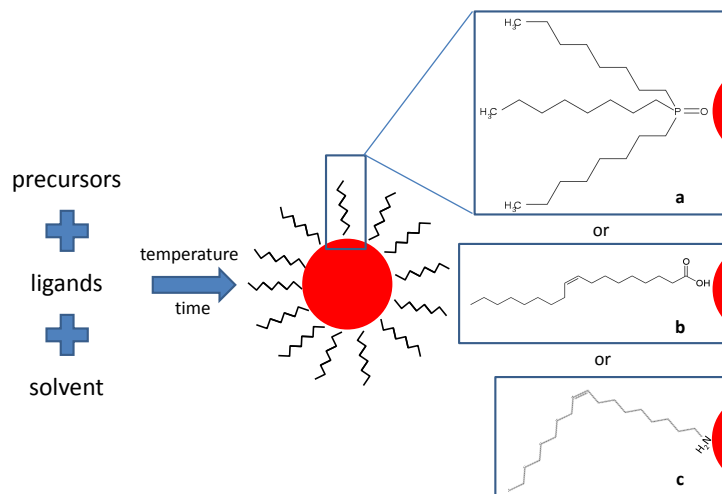 precursors
ligands
solvent
temperature
time
H₃C
H₃C
P
O
H₃C
a
or
O
OH
b
or
H₂N
c